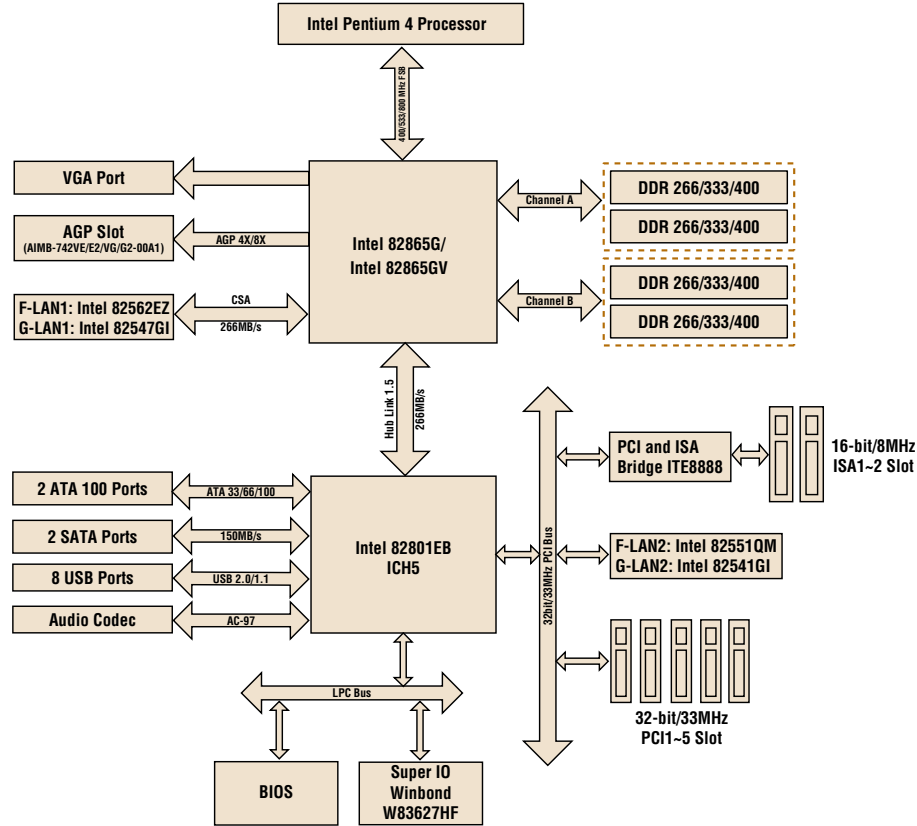 Intel Pentium 4 Processor
400/533/800 MHz FSB
VGA Port
AGP Slot
(AIMB-742VE/E2/VG/G2-00A1)
AGP 4X/8X
F-LAN1: Intel 82562EZ
G-LAN1: Intel 82547GI
CSA
266MB/s
Intel 82865G/
Intel 82865GV
Channel A
DDR 266/333/400
DDR 266/333/400
Channel B
DDR 266/333/400
DDR 266/333/400
Hub Link 1.5
266MB/s
2 ATA 100 Ports
ATA 33/66/100
2 SATA Ports
150MB/s
8 USB Ports
USB 2.0/1.1
Audio Codec
AC-97
Intel 82801EB
ICH5
32bit/33MHz PCI Bus
PCI and ISA
Bridge ITE8888
16-bit/8MHz
ISA1~2 Slot
F-LAN2: Intel 82551QM
G-LAN2: Intel 82541GI
32-bit/33MHz
PCI1~5 Slot
LPC Bus
BIOS
Super IO
Winbond
W83627HF